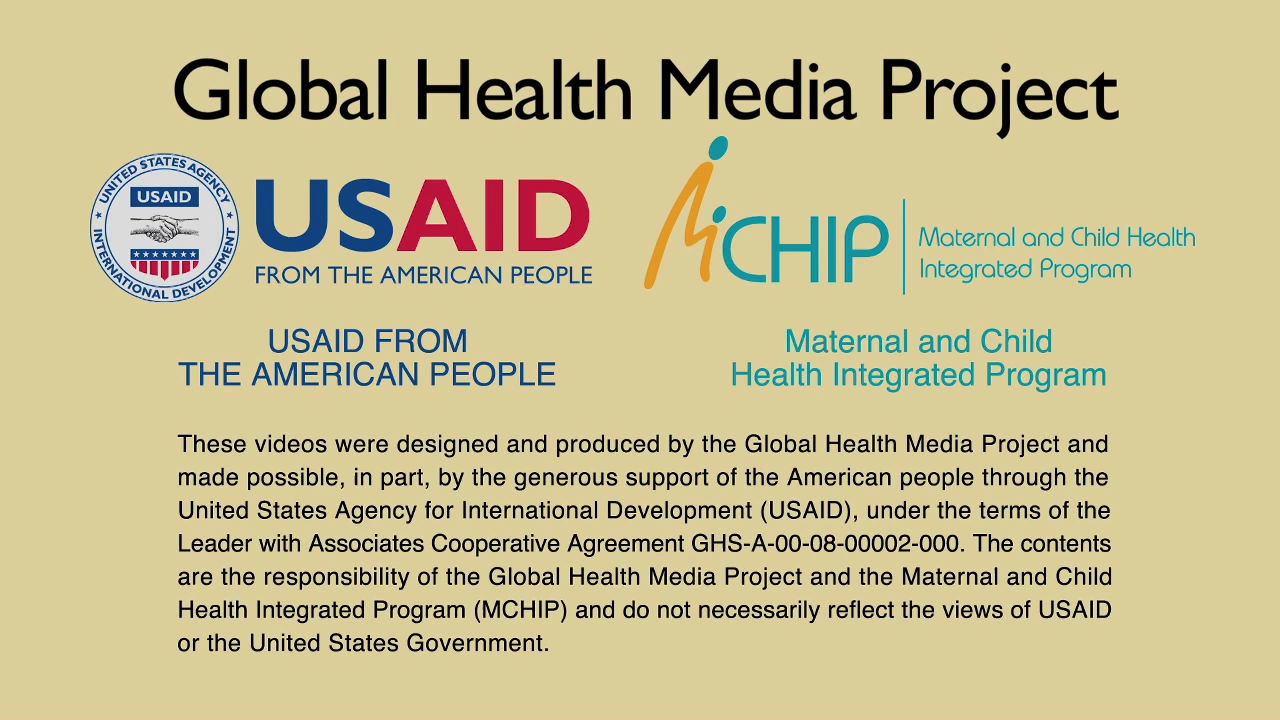 Global Health Media Project
UNITED STATES AGENCY
USAID
INTERNATIONAL DEVELOPMENT
USAID
FROM THE AMERICAN PEOPLE
MCHIP
Maternal and Child Health
Integrated Program
USAID FROM
THE AMERICAN PEOPLE
Maternal and Child
Health Integrated Program
These videos were designed and produced by the Global Health Media Project and
made possible, in part, by the generous support of the American people through the
United States Agency for International Development (USAID), under the terms of the
Leader with Associates Cooperative Agreement GHS-A-00-08-00002-000. The contents
are the responsibility of the Global Health Media Project and the Maternal and Child
Health Integrated Program (MCHIP) and do not necessarily reflect the views of USAID
or the United States Government.